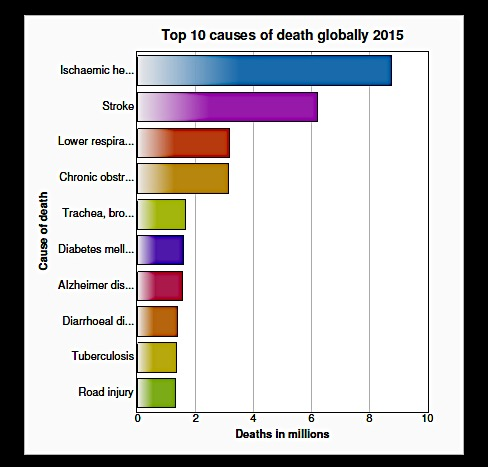 Top 10 causes of death globally 2015
Ischaemic he...
Stroke
Lower respira...
Chronic obstr...
Trachea, bro...
Diabetes mell...
Alzheimer dis...
Diarrhoeal di...
Tuberculosis
Road injury
Cause of death
0 2 4 6 8 10
Deaths in millions